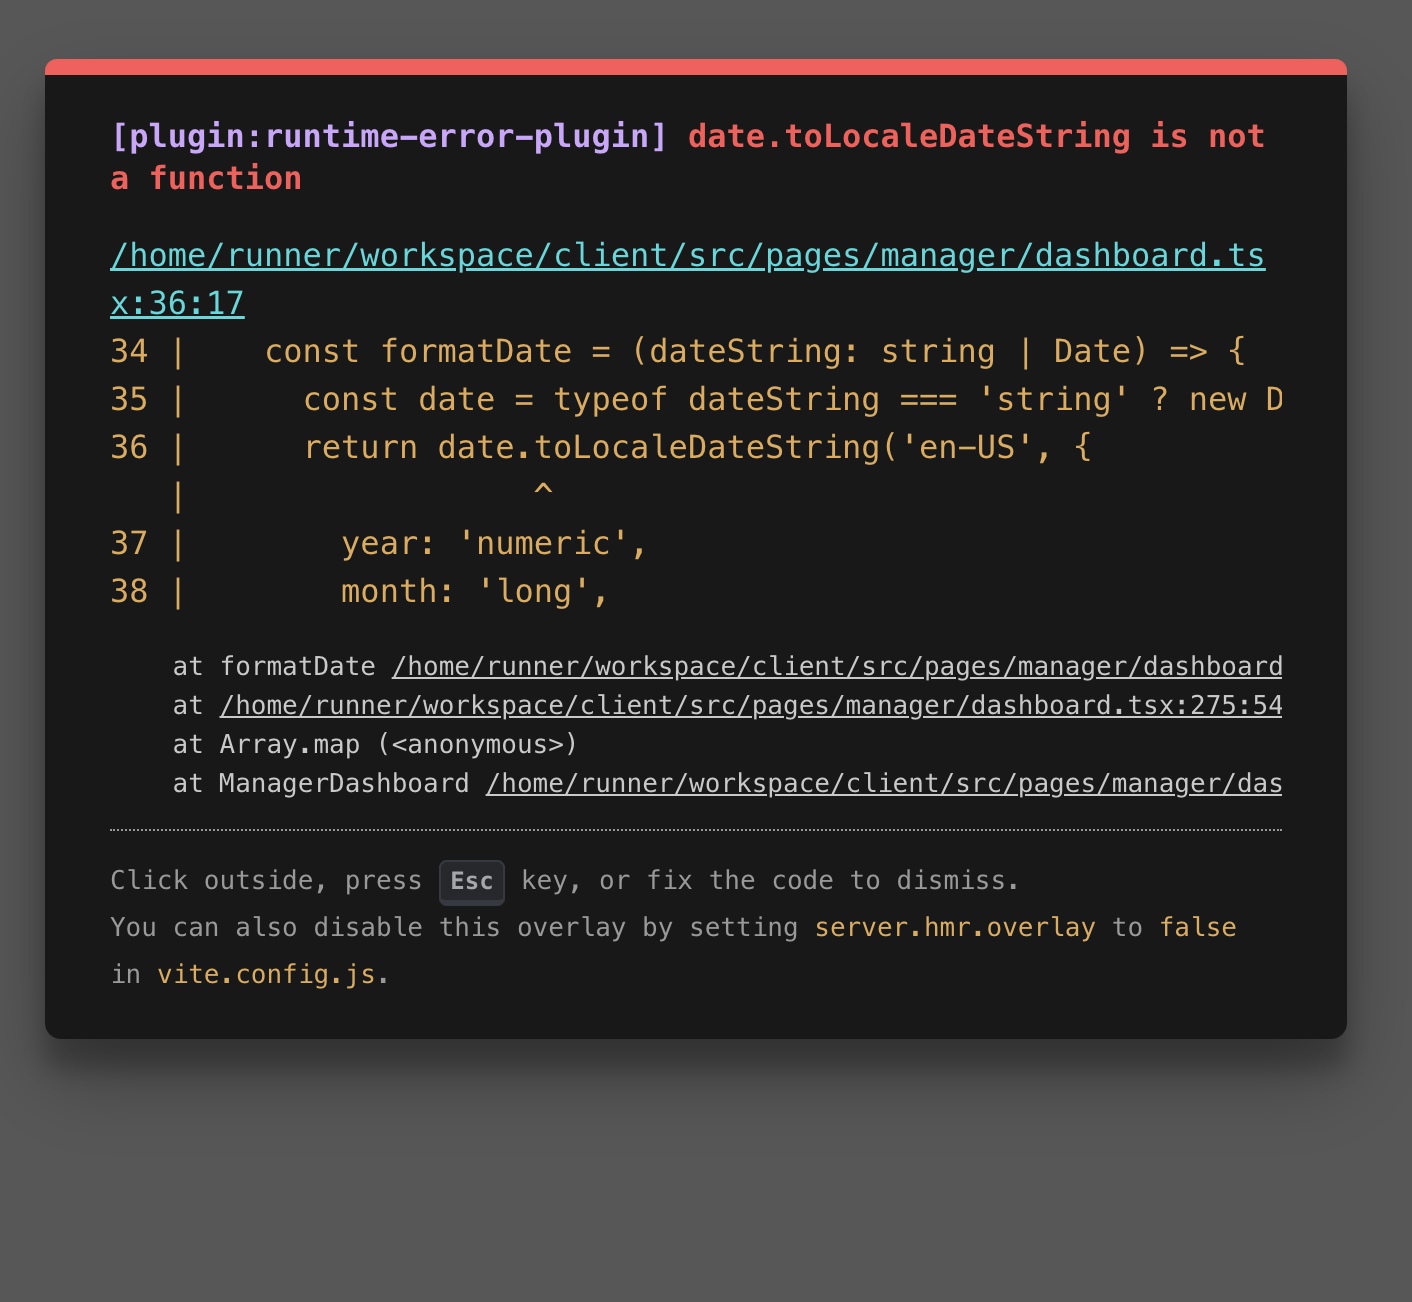 [plugin:runtime-error-plugin] date.toLocaleDateString is not
a function
/home/runner/workspace/client/src/pages/manager/dashboard.ts
x:36:17
34 |    const formatDate = (dateString: string | Date) => {
35 |      const date = typeof dateString === 'string' ? new D
36 |      return date.toLocaleDateString('en-US', {
   |                  ^
37 |        year: 'numeric',
38 |        month: 'long',
    at formatDate /home/runner/workspace/client/src/pages/manager/dashboard
    at /home/runner/workspace/client/src/pages/manager/dashboard.tsx:275:54
    at Array.map (<anonymous>)
    at ManagerDashboard /home/runner/workspace/client/src/pages/manager/das
Click outside, press Esc key, or fix the code to dismiss.
You can also disable this overlay by setting server.hmr.overlay to false
in vite.config.js.